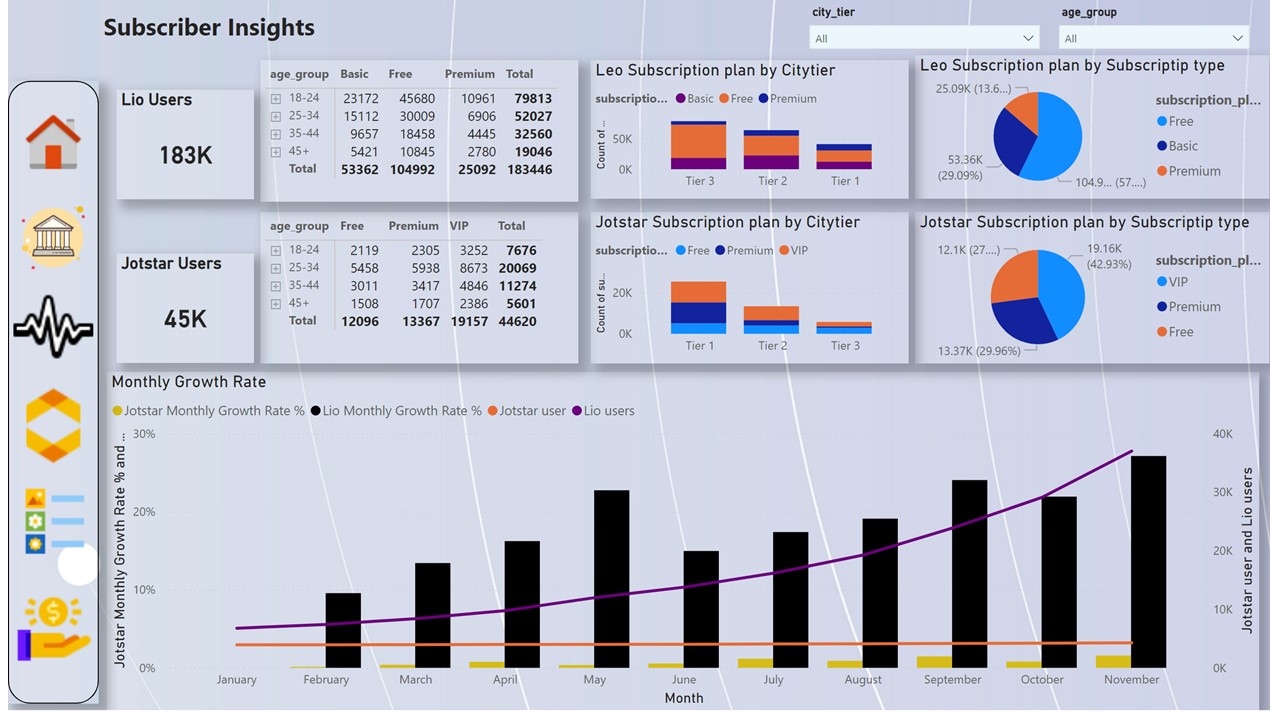 Subscriber Insights
city_tier
All
age_group
All
Lio Users
183K
age_group Basic Free Premium Total
18-24 23172 45680 10961 79813
25-34 15112 30009 6906 52027
35-44 9657 18458 4445 32560
45+ 5421 10845 2780 19046
Total 53362 104992 25092 183446
Leo Subscription plan by Citytier
subscriptio... Basic Free Premium
Count of ...
50K
0K
Tier 3 Tier 2 Tier 1
Leo Subscription plan by Subscriptip type
25.09K (13.6...)
53.36K
(29.09%)
104.9... (57....)
subscription_pl...
Free
Basic
Premium
Jotstar Users
45K
age_group Free Premium VIP Total
18-24 2119 2305 3252 7676
25-34 5458 5938 8673 20069
35-44 3011 3417 4846 11274
45+ 1508 1707 2386 5601
Total 12096 13367 19157 44620
Jotstar Subscription plan by Citytier
subscriptio... Free Premium VIP
Count of su...
20K
0K
Tier 1 Tier 2 Tier 3
Jotstar Subscription plan by Subscriptip type
12.1K (27....)
19.16K
(42.93%)
13.37K (29.96%)
subscription_pl...
VIP
Premium
Free
Monthly Growth Rate
Jotstar Monthly Growth Rate % Lio Monthly Growth Rate % Jotstar user Lio users
Jotstar Monthly Growth Rate % and ...
30%
20%
10%
0%
40K
30K
20K
10K
0K
Jotstar user and Lio users
January February March April May June July August September October November
Month